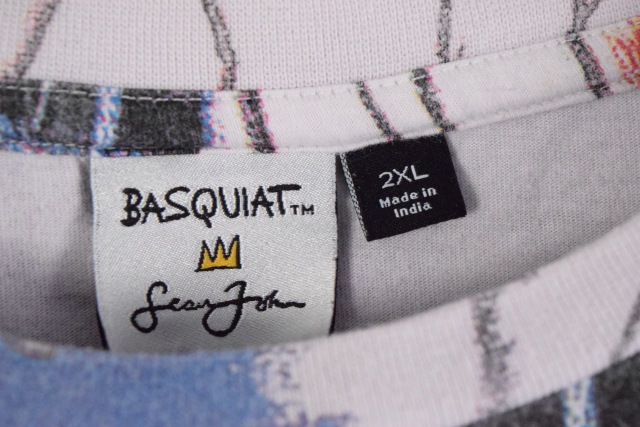 BASQUIAT™
Sean John
2XL
Made in
India